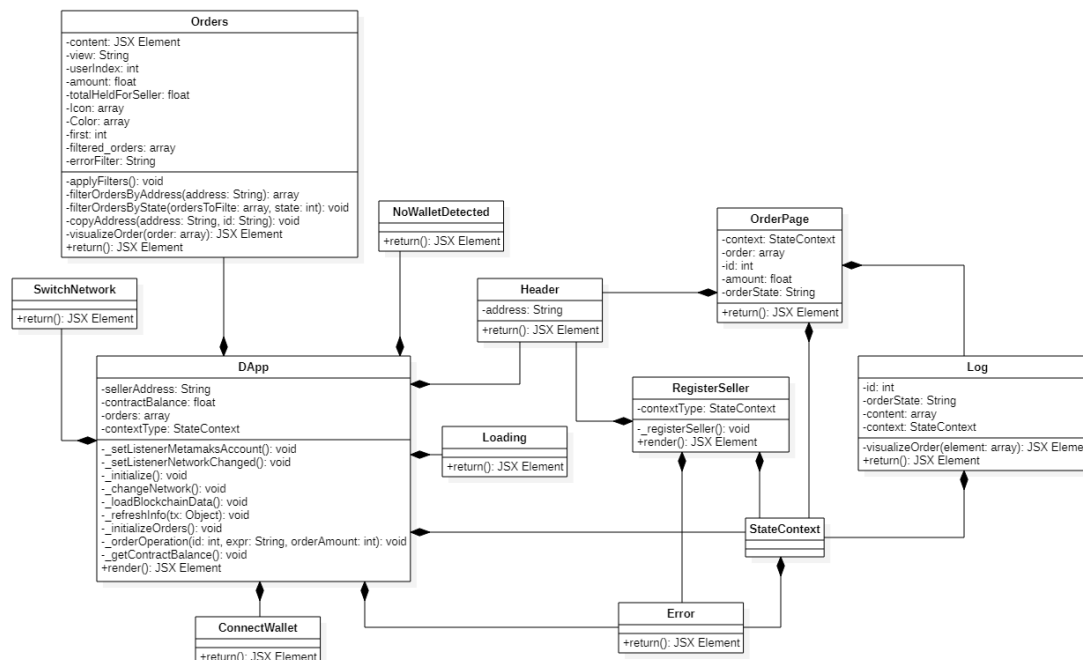 Orders
-content: JSX Element
-view: String
-userIndex: int
-amount: float
-totalHeldForSeller: float
-Icon: array
-Color: array
-first: int
-filtered_orders: array
-errorFilter: String
-applyFilters(): void
-filterOrdersByAddress(address: String): array
-filterOrdersByState(ordersToFilte: array, state: int): void
-copyAddress(address: String, id: String): void
-visualizeOrder(order: array): JSX Element
+return(): JSX Element
NoWalletDetected
+return(): JSX Element
OrderPage
-context: StateContext
-order: array
-id: int
-amount: float
-orderState: String
+return(): JSX Element
SwitchNetwork
+return(): JSX Element
Header
-address: String
+return(): JSX Element
DApp
-sellerAddress: String
-contractBalance: float
-orders: array
-contextType: StateContext
-_setListenerMetamaksAccount(): void
-_setListenerNetworkChanged(): void
-_initialize(): void
-_changeNetwork(): void
-_loadBlockchainData(): void
-_refreshInfo(tx: Object): void
-_initializeOrders(): void
-_orderOperation(id: int, expr: String, orderAmount: int): void
-_getContractBalance(): void
+render(): JSX Element
RegisterSeller
-contextType: StateContext
-_registerSeller(): void
+render(): JSX Element
Log
-id: int
-orderState: String
-content: array
-context: StateContext
-visualizeOrder(element: array): JSX Eleme
+return(): JSX Element
Loading
+return(): JSX Element
StateContext
Error
+return(): JSX Element
ConnectWallet
+return(): JSX Element